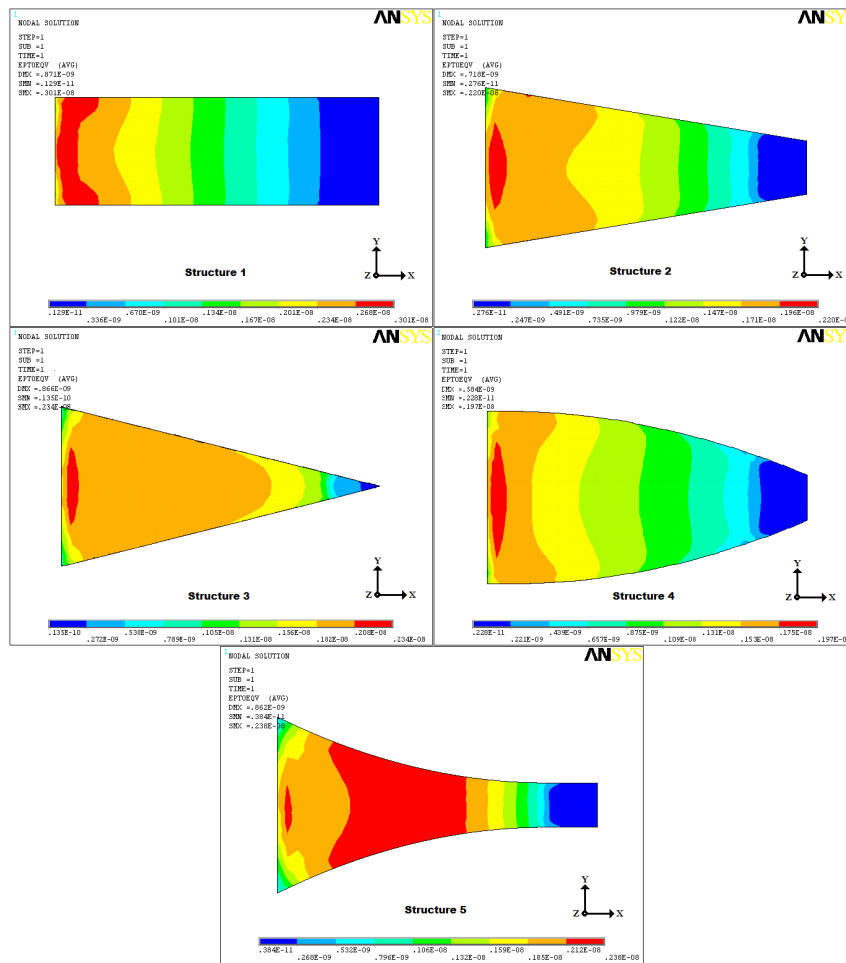 1
NODAL SOLUTION
ANSYS
STEP=1
SUB =1
TIME=1
EPTOEQV (AVG)
DMX =.871E-09
SMN =.129E-11
SMX =.301E-08
Y
Z X
Structure 1
.129E-11 .670E-09 .134E-08 .201E-08 .268E-08
.336E-09 .101E-08 .167E-08 .234E-08 .301E-08
1
NODAL SOLUTION
ANSYS
STEP=1
SUB =1
TIME=1
EPTOEQV (AVG)
DMX =.718E-09
SMN =.276E-11
SMX =.220E-08
Y
Z X
Structure 2
.276E-11 .491E-09 .979E-09 .147E-08 .196E-08
.247E-09 .735E-09 .122E-08 .171E-08 .220E-0
1
NODAL SOLUTION
ANSYS
STEP=1
SUB =1
TIME=1
EPTOEQV (AVG)
DMX =.866E-09
SMN =.135E-10
SMX =.234E-08
Y
Z X
Structure 3
.135E-10 .530E-09 .105E-08 .156E-08 .208E-08
.272E-09 .789E-09 .131E-08 .182E-08 .234E-08
1
NODAL SOLUTION
ANSYS
STEP=1
SUB =1
TIME=1
EPTOEQV (AVG)
DMX =.584E-09
SMN =.228E-11
SMX =.197E-08
Y
Z X
Structure 4
.228E-11 .439E-09 .875E-09 .131E-08 .175E-08
.221E-09 .657E-09 .109E-08 .153E-08 .197E-0
1
NODAL SOLUTION
ANSYS
STEP=1
SUB =1
TIME=1
EPTOEQV (AVG)
DMX =.862E-09
SMN =.384E-11
SMX =.238E-08
Y
Z X
Structure 5
.384E-11 .532E-09 .106E-08 .159E-08 .212E-08
.268E-09 .796E-09 .132E-08 .185E-08 .238E-08